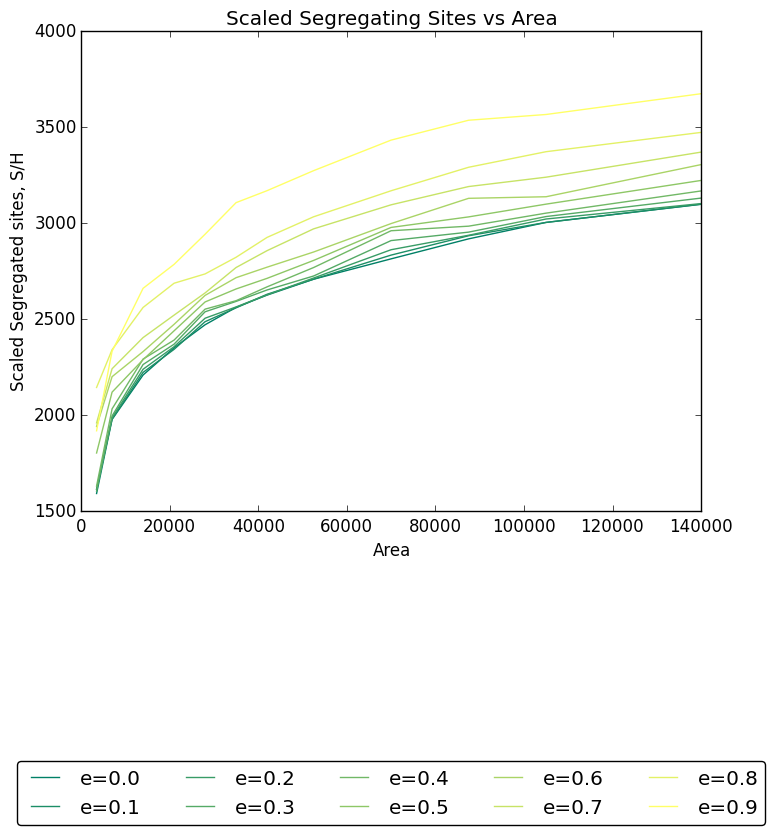 Scaled Segregating Sites vs Area
4000
3500
3000
2500
2000
1500
Scaled Segregated sites, S/H
0 20000 40000 60000 80000 100000 120000 140000
Area
e=0.0 e=0.2 e=0.4 e=0.6 e=0.8
e=0.1 e=0.3 e=0.5 e=0.7 e=0.9